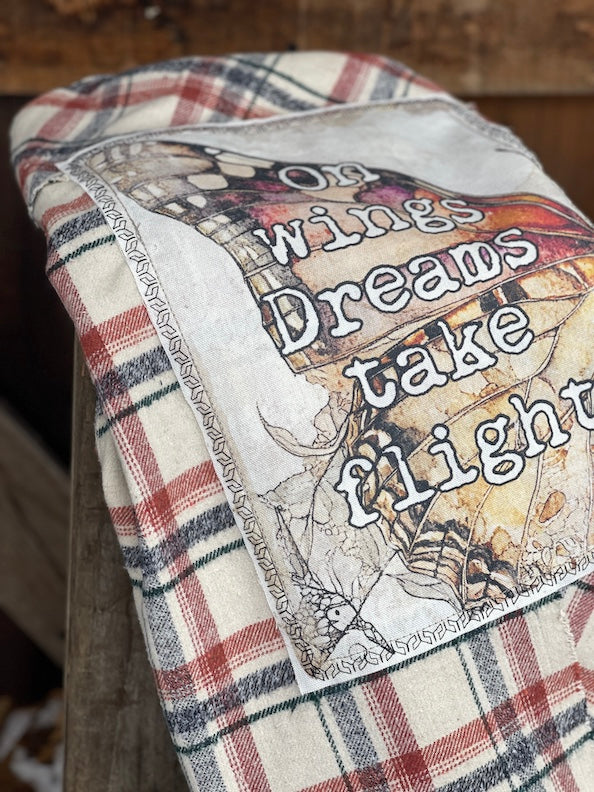 On
wings
Dreams
take
flight